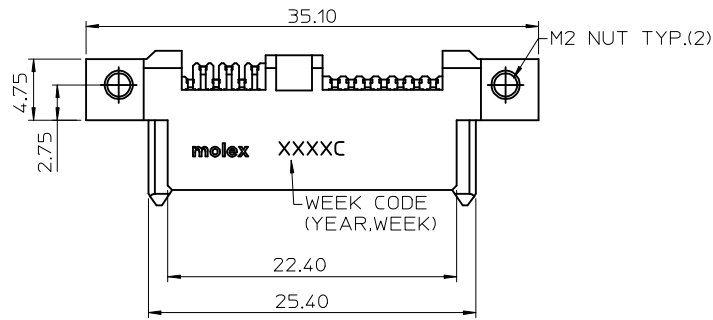 35.10
M2 NUT TYP.(2)
4.75
2.75
molex XXXXC
WEEK CODE
(YEAR,WEEK)
22.40
25.40